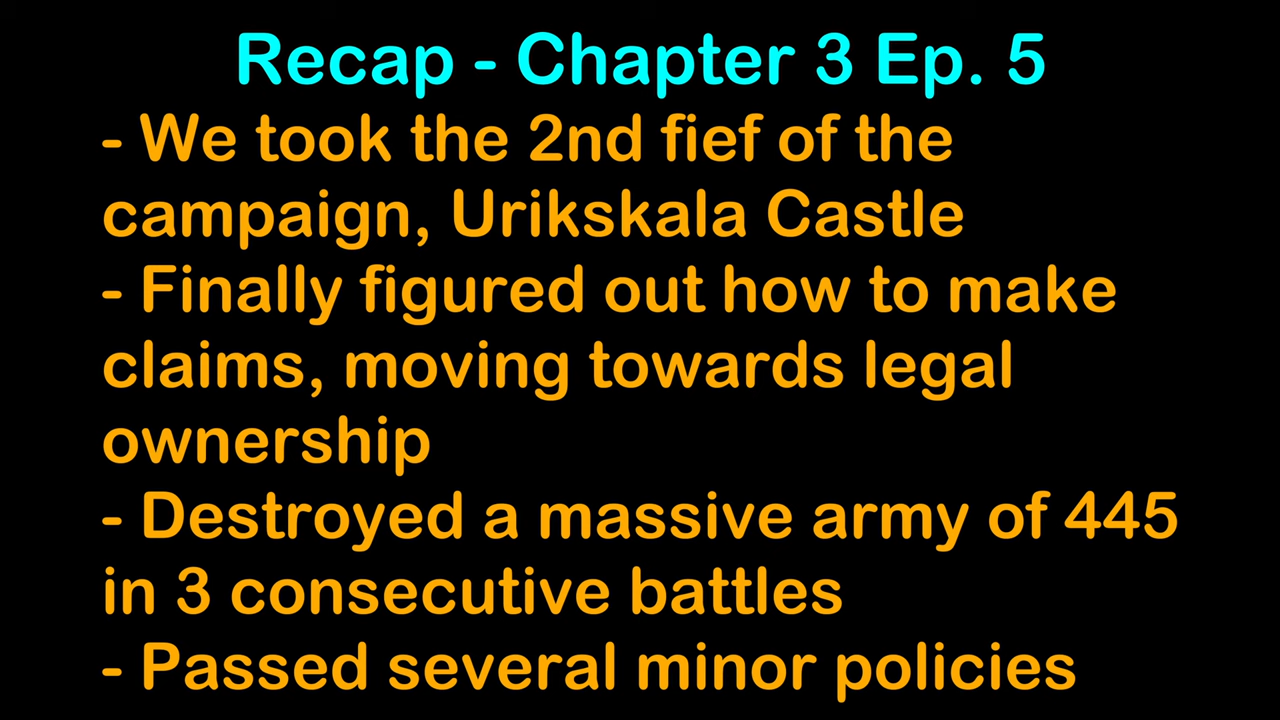 Recap - Chapter 3 Ep. 5
- We took the 2nd fief of the
campaign, Urikskala Castle
- Finally figured out how to make
claims, moving towards legal
ownership
- Destroyed a massive army of 445
in 3 consecutive battles
- Passed several minor policies